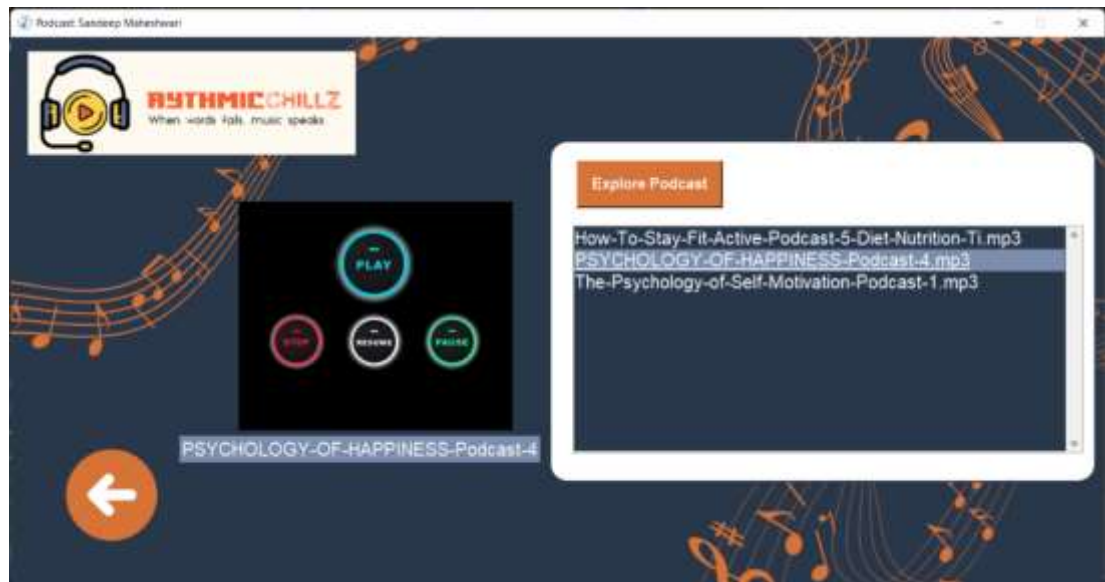 Podcast: Sandeep Maheshwari
RYTHMICCHILLZ
When words fails, music speaks
Explore Podcast
How-To-Stay-Fit-Active-Podcast-5-Diet-Nutrition-Ti.mp3
PSYCHOLOGY-OF-HAPPINESS-Podcast-4.mp3
The-Psychology-of-Self-Motivation-Podcast-1.mp3
PLAY
STOP
RESUME
PAUSE
PSYCHOLOGY-OF-HAPPINESS-Podcast-4